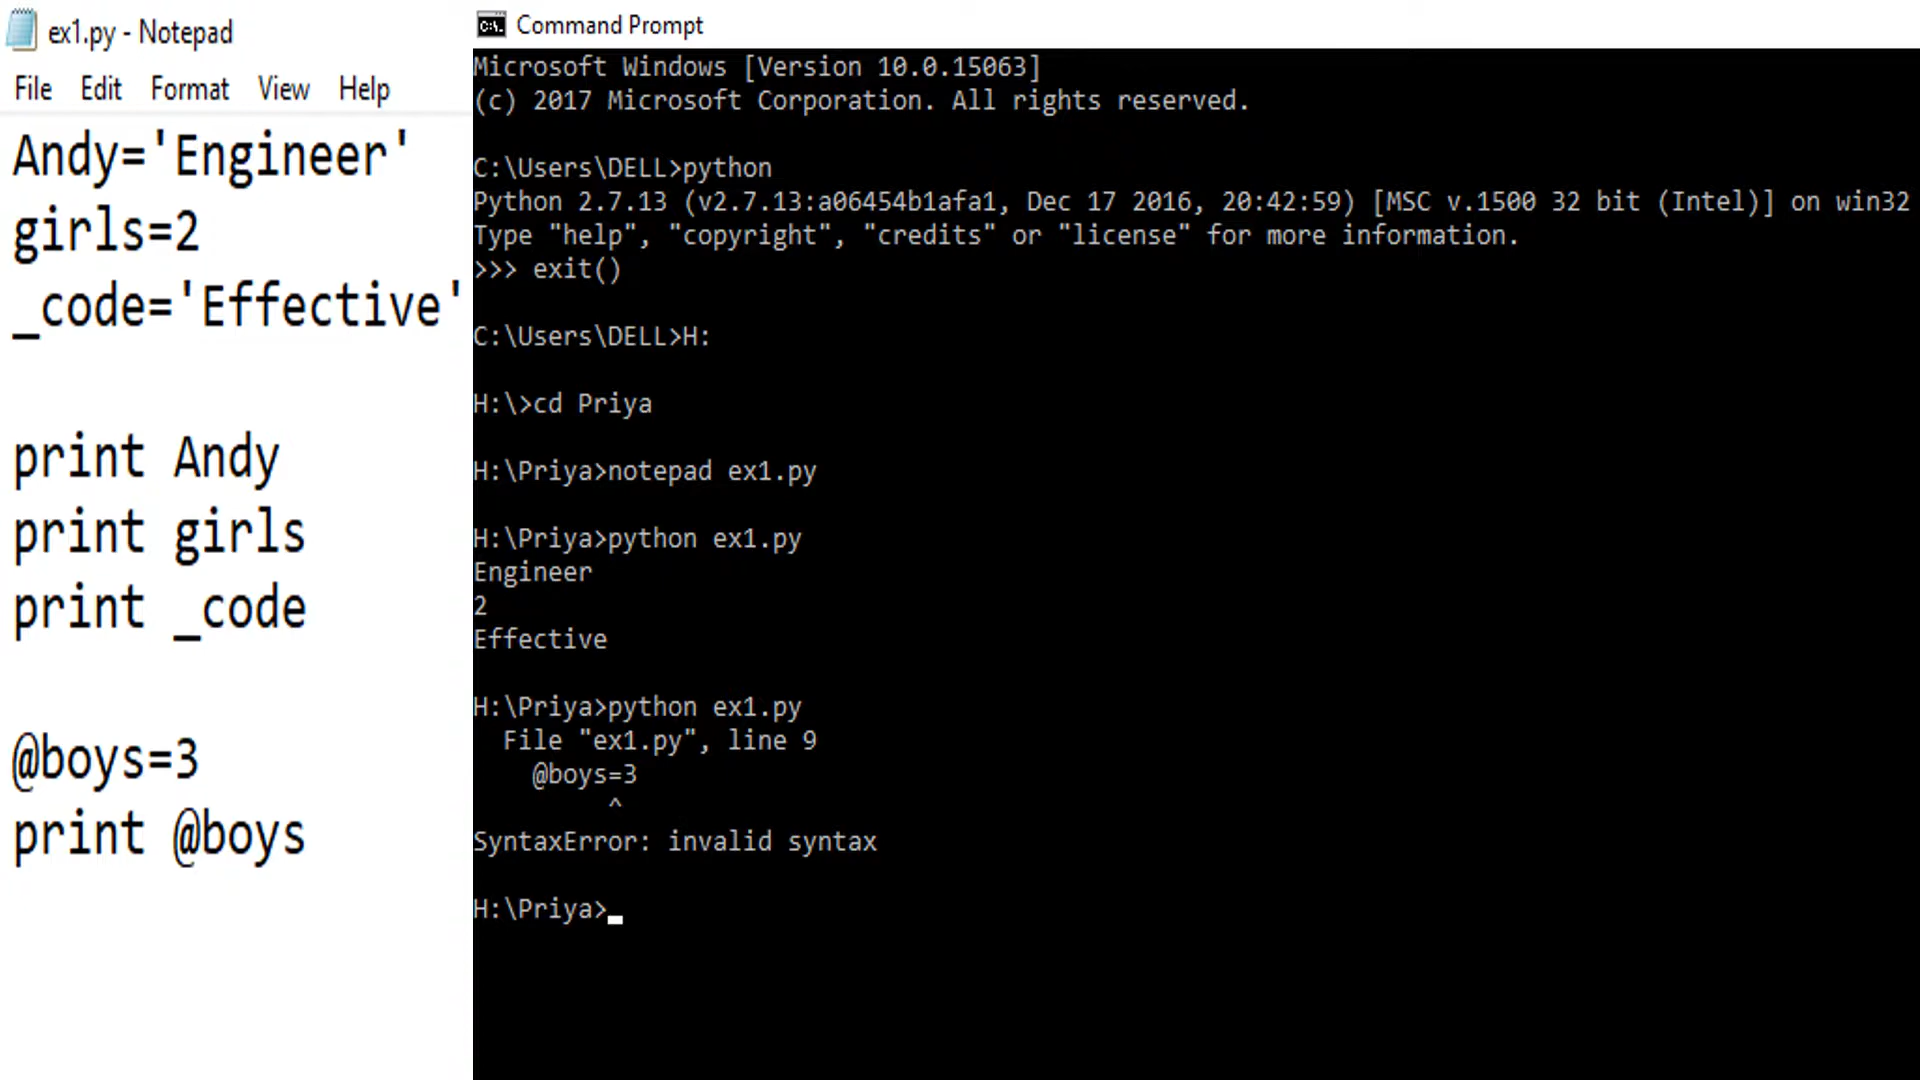 ex1.py - Notepad
File Edit Format View Help
Andy='Engineer'
girls=2
_code='Effective'
print Andy
print girls
print _code
@boys=3
print @boys
Command Prompt
Microsoft Windows [Version 10.0.15063]
(c) 2017 Microsoft Corporation. All rights reserved.
C:\Users\DELL>python
Python 2.7.13 (v2.7.13:a06454b1afa1, Dec 17 2016, 20:42:59) [MSC v.1500 32 bit (Intel)] on win32
Type "help", "copyright", "credits" or "license" for more information.
>>> exit()
C:\Users\DELL>H:
H:\>cd Priya
H:\Priya>notepad ex1.py
H:\Priya>python ex1.py
Engineer
2
Effective
H:\Priya>python ex1.py
File "ex1.py", line 9
@boys=3
^
SyntaxError: invalid syntax
H:\Priya>